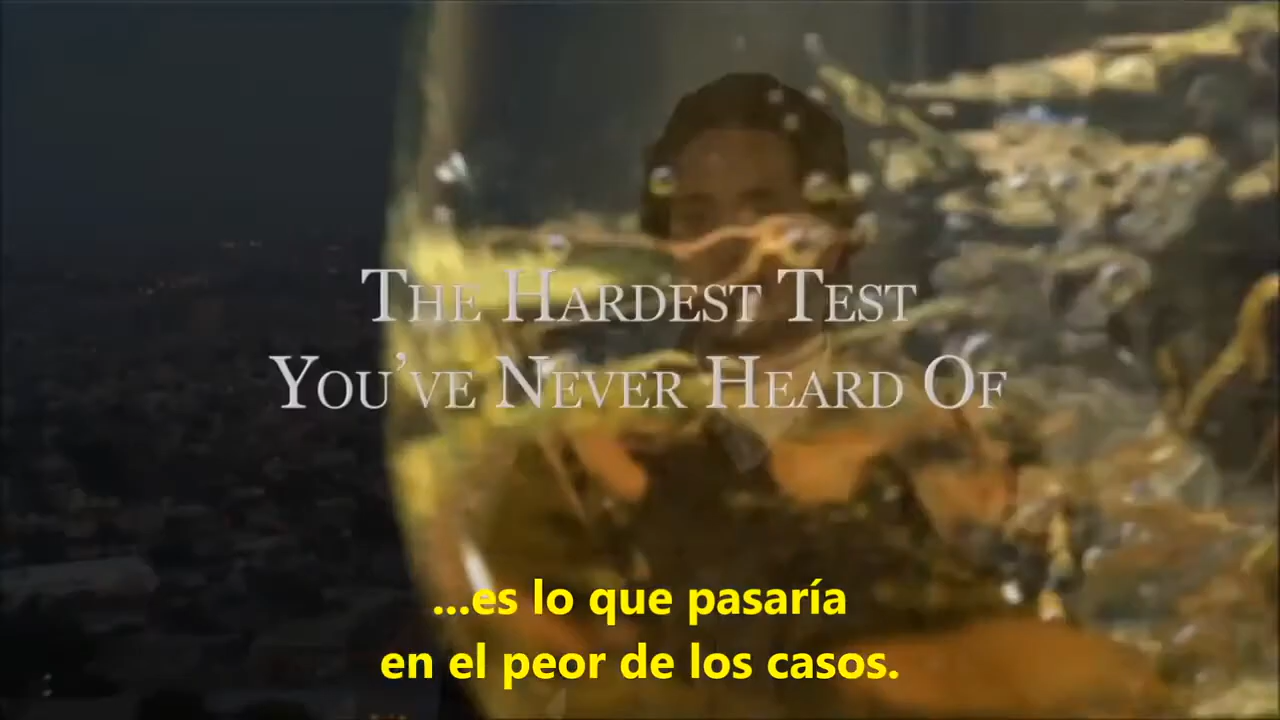 The Hardest Test
You've Never Heard Of
...es lo que pasaría
en el peor de los casos.